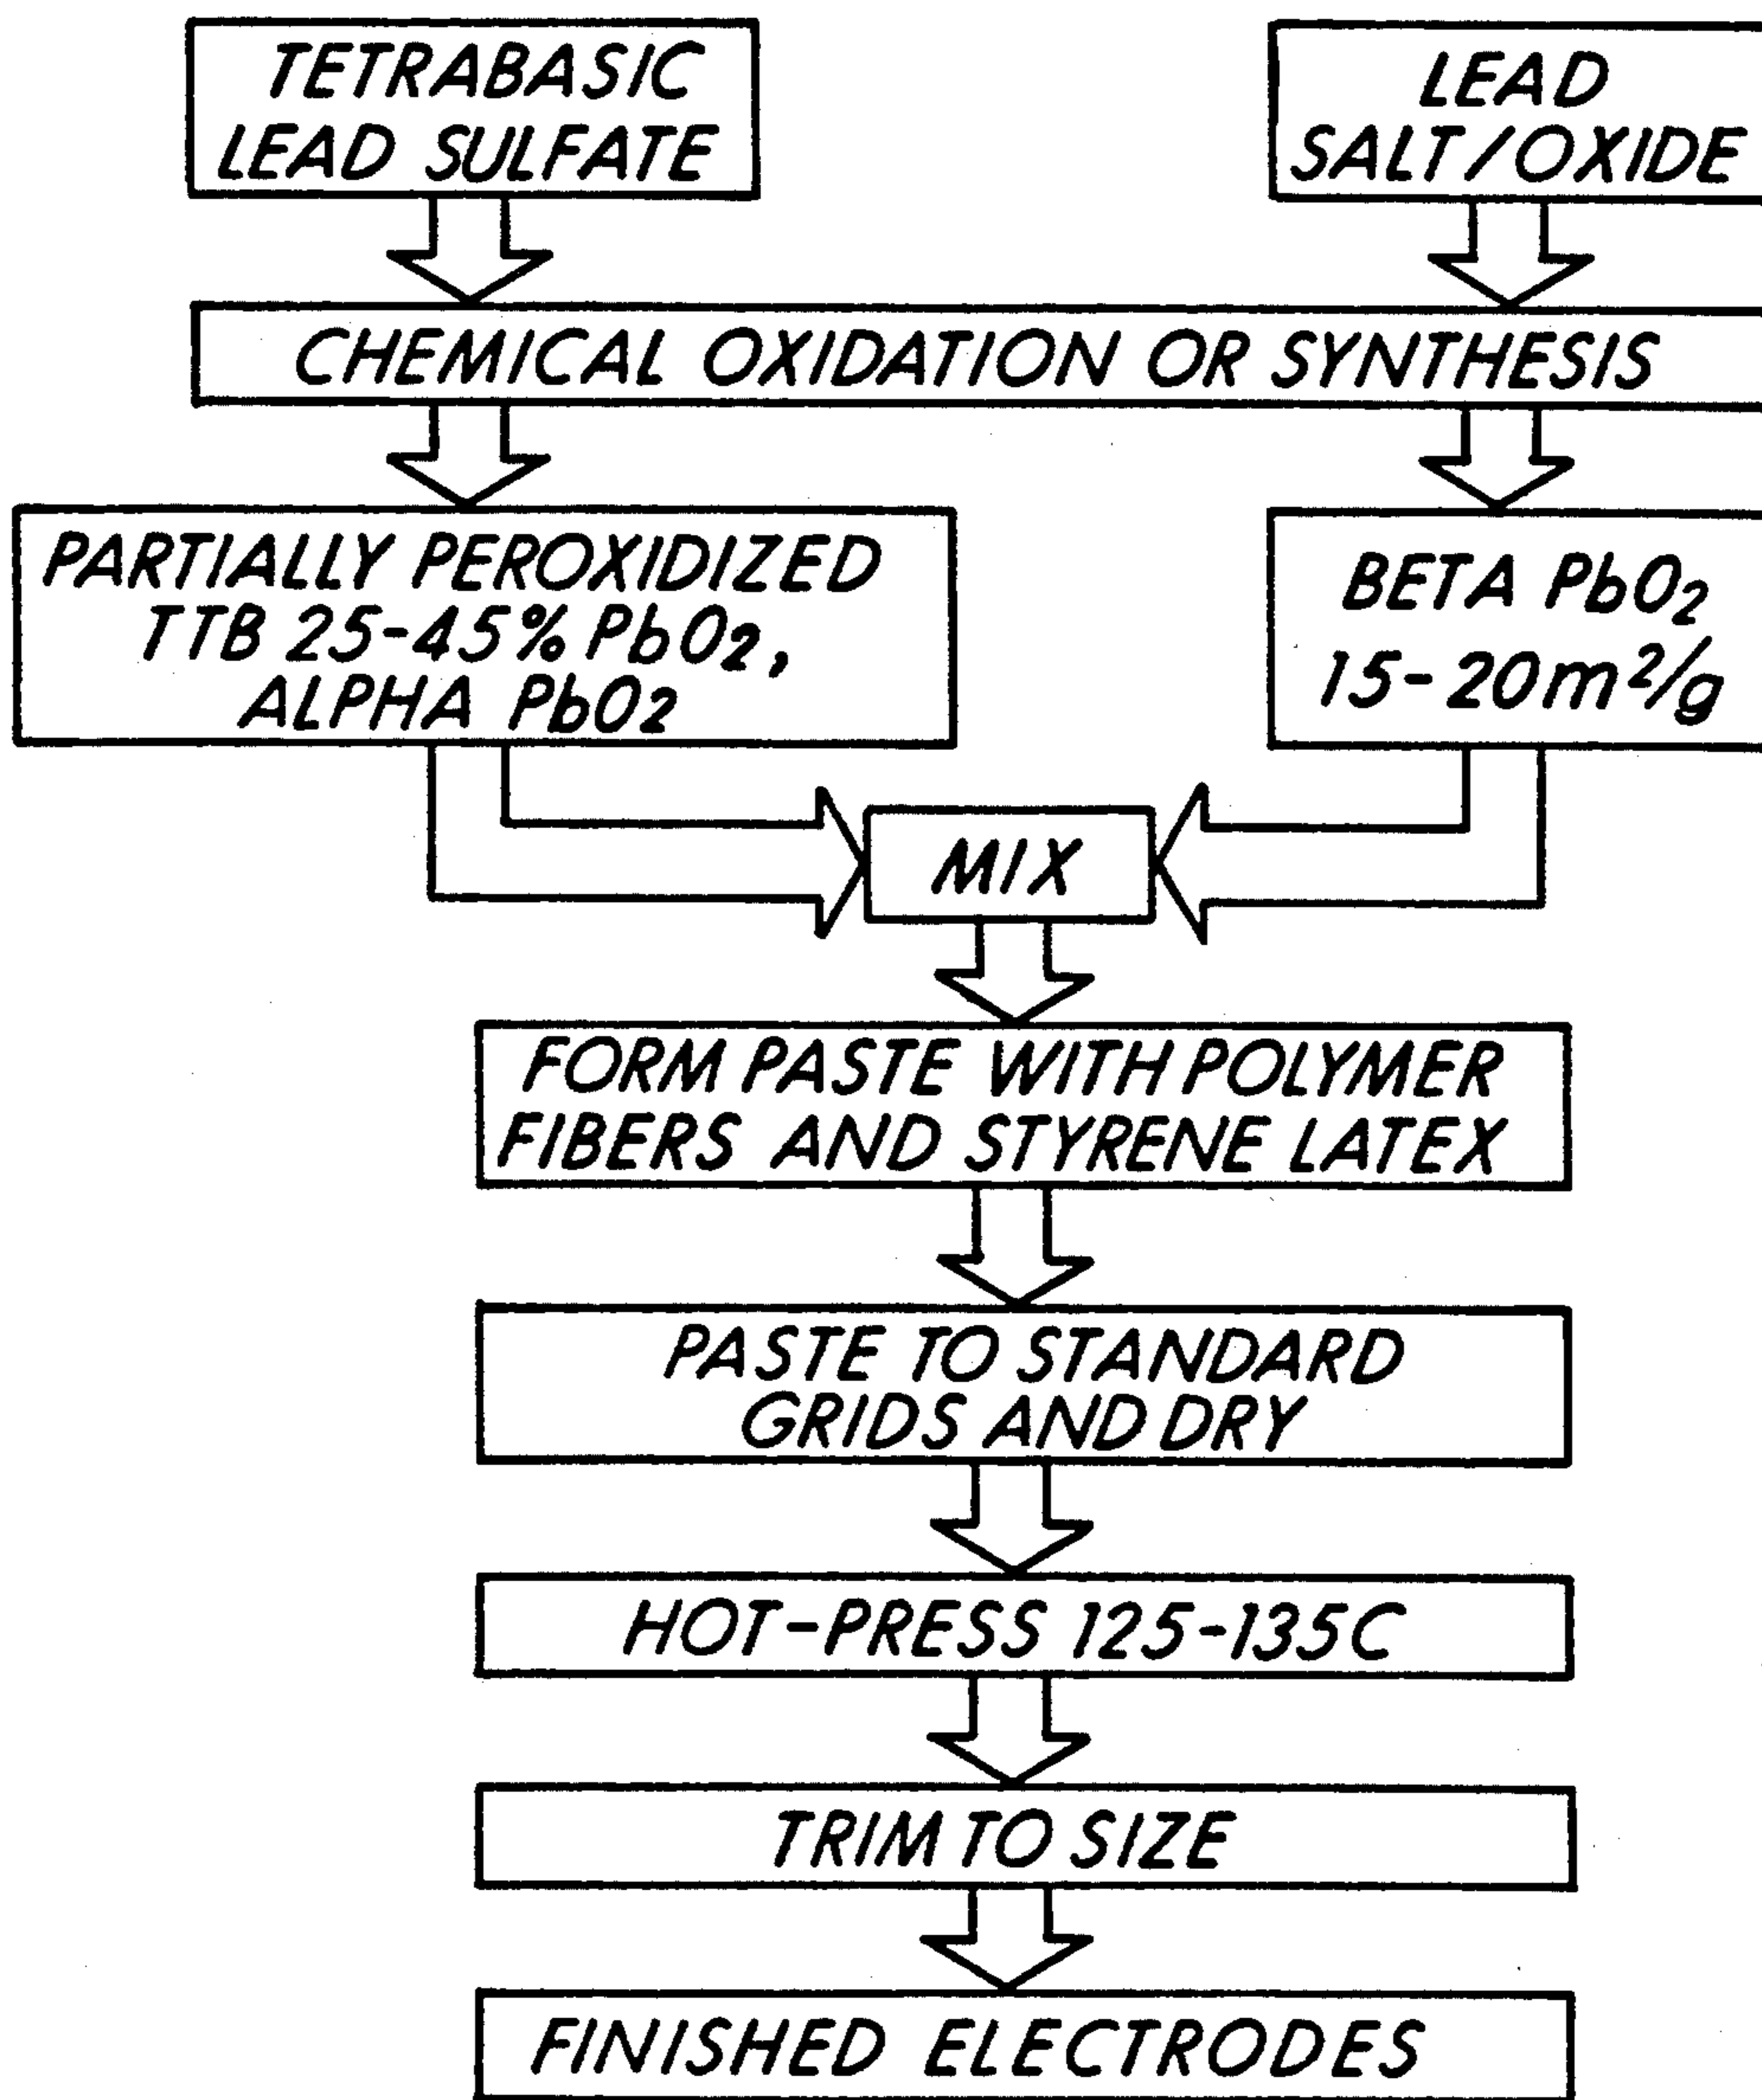 TETRABASIC
LEAD SULFATE
LEAD
SALT/OXIDE
CHEMICAL OXIDATION OR SYNTHESIS
PARTIALLY PEROXIDIZED
TTB 25-45% PbO₂,
ALPHA PbO₂
BETA PbO₂
15-20m²/g
MIX
FORM PASTE WITH POLYMER
FIBERS AND STYRENE LATEX
PASTE TO STANDARD
GRIDS AND DRY
HOT-PRESS 125-135C
TRIM TO SIZE
FINISHED ELECTRODES